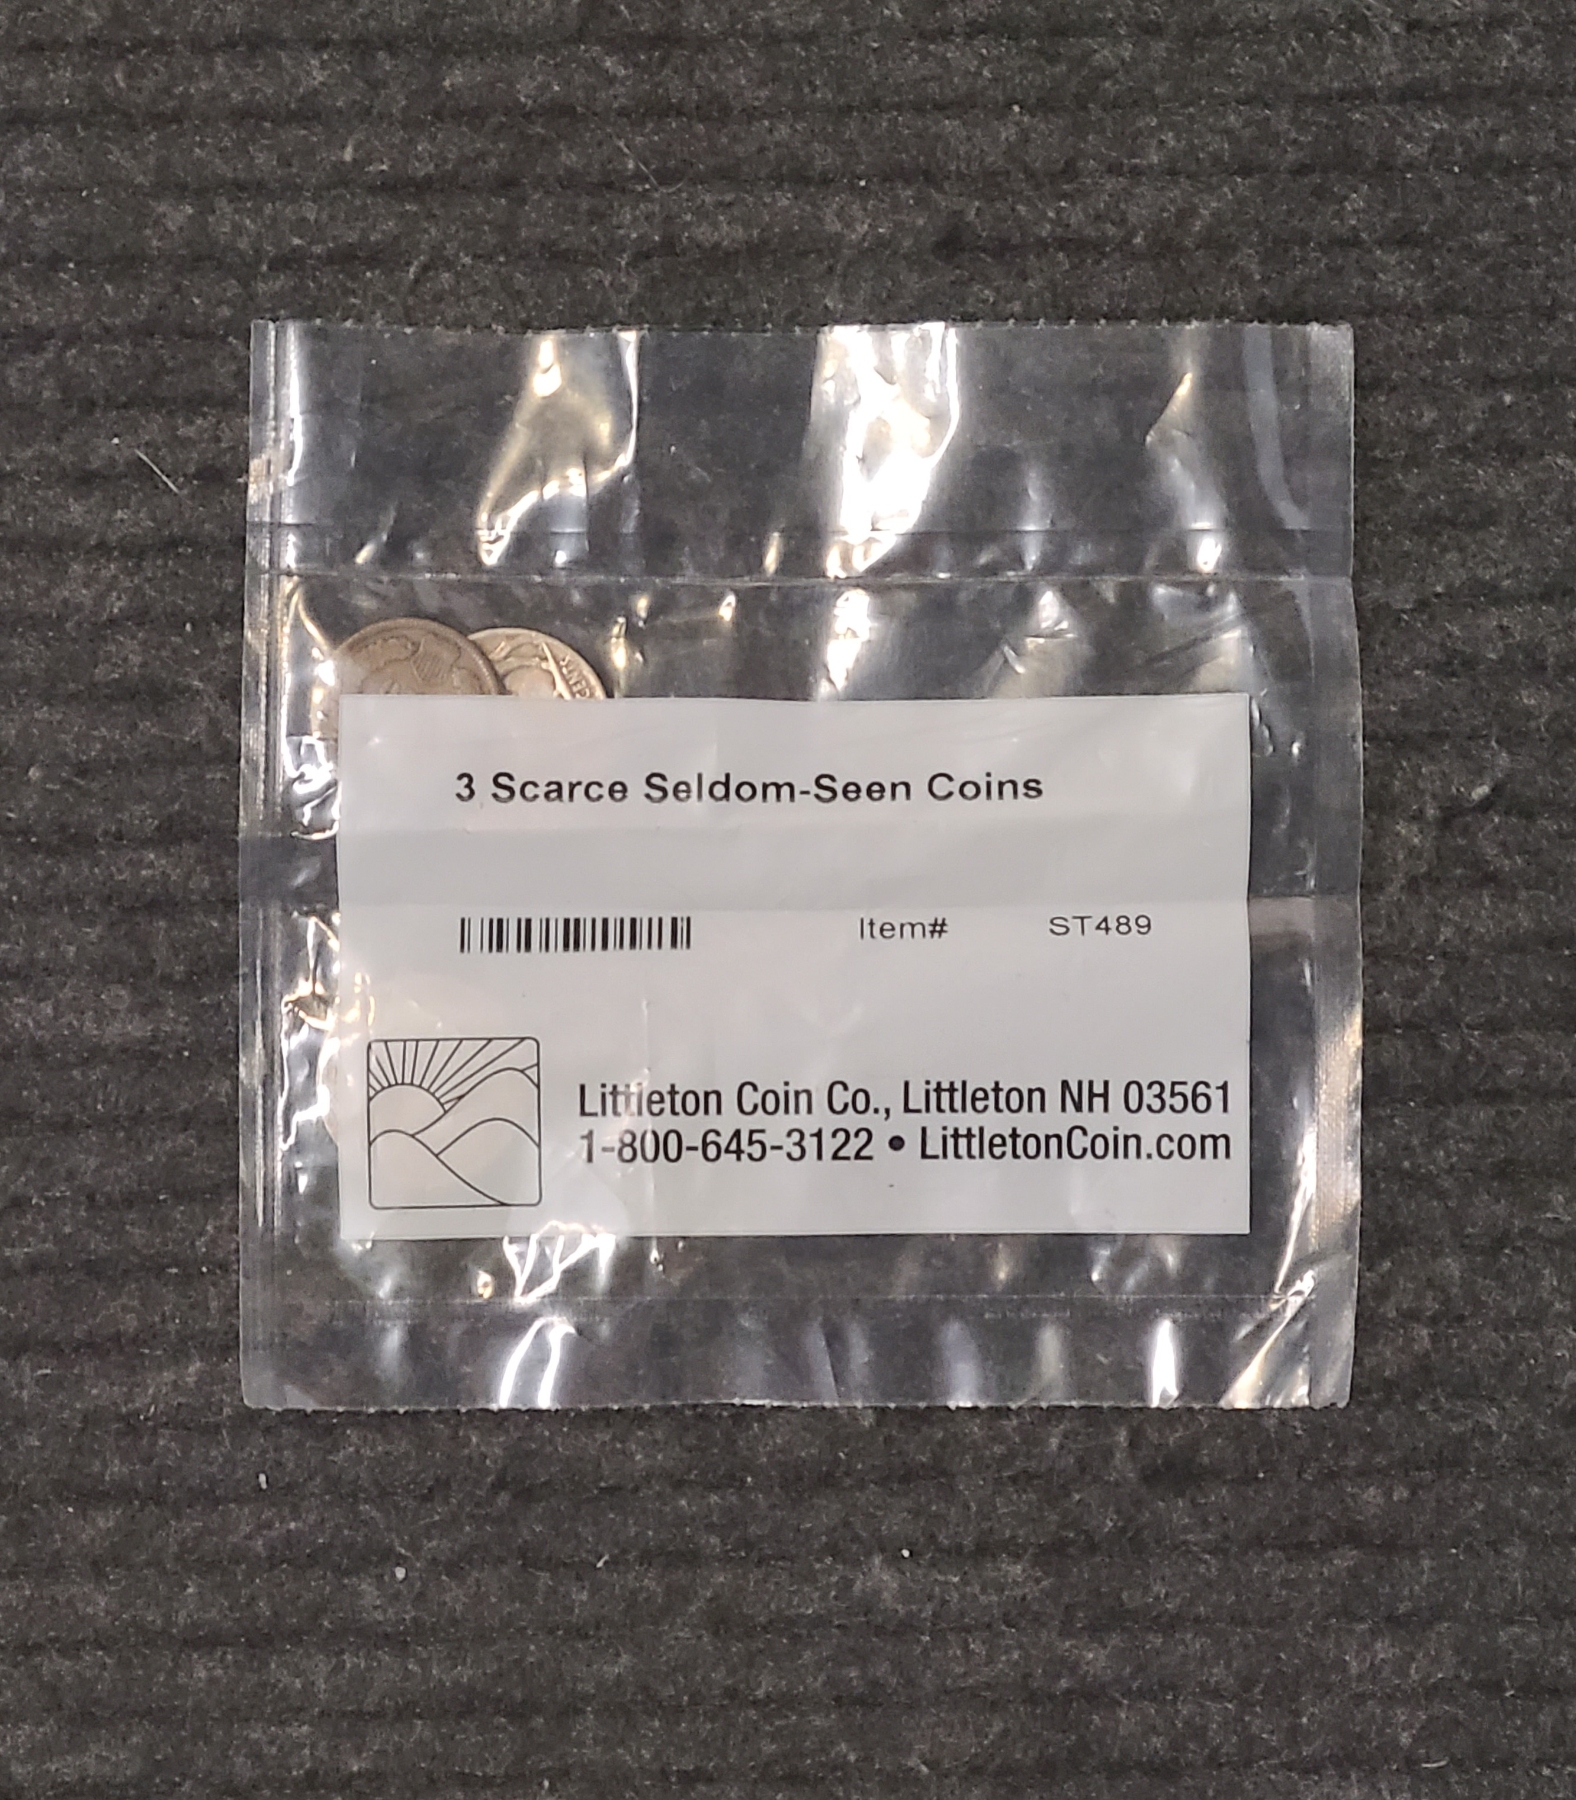 3 Scarce Seldom-Seen Coins
Item# ST489
Littleton Coin Co., Littleton NH 03561
1-800-645-3122 • LittletonCoin.com